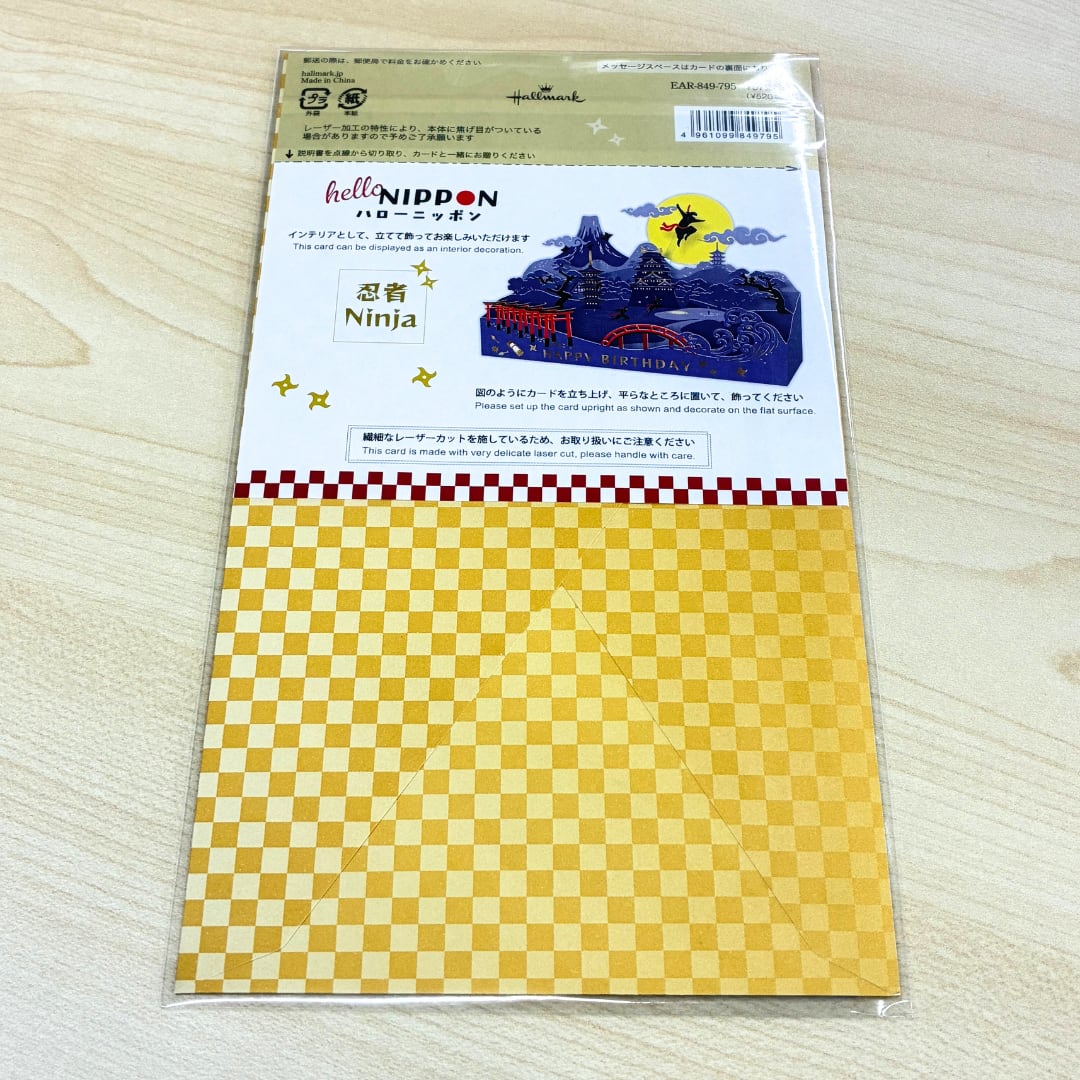 郵送の際は、郵便局で料金をお確かめください
hallmark.jp
Made in China
プラ
外袋
紙
本紙
Hallmark
メッセージスペースはカードの裏面に
EAR-849-795
4 961099 849795
レーザー加工の特性により、本体に焦げ目がついている
場合がありますので予めご了承願います
↓ 説明書を点線から切り取り、カードと一緒にお贈りください
hello NIPPON
ハローニッポン
インテリアとして、立てて飾ってお楽しみいただけます
This card can be displayed as an interior decoration.
忍者
Ninja
HAPPY BIRTHDAY
図のようにカードを立ち上げ、平らなところに置いて、飾ってください
Please set up the card upright as shown and decorate on the flat surface.
繊細なレーザーカットを施しているため、お取り扱いにご注意ください
This card is made with very delicate laser cut, please handle with care.